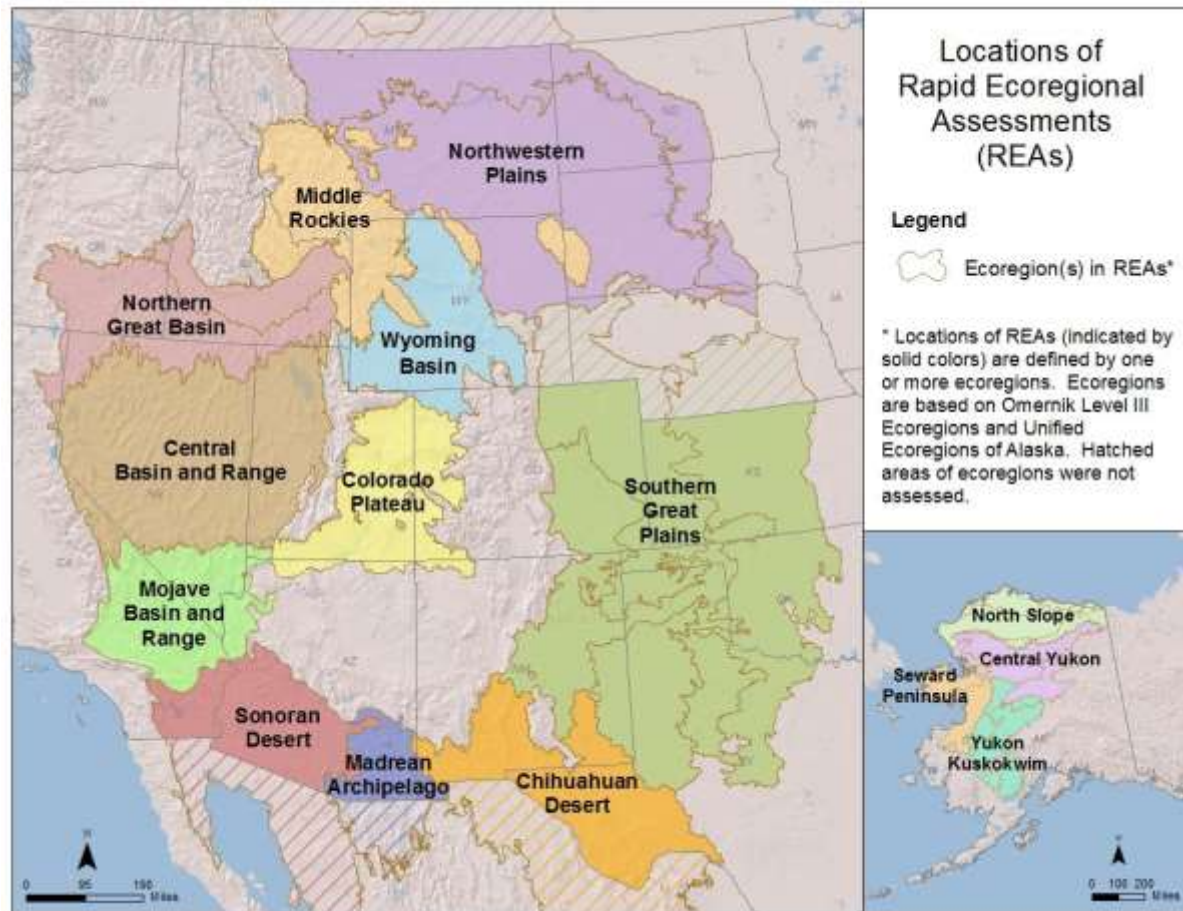 Locations of
Rapid Ecoregional
Assessments
(REAs)
Legend
Ecoregion(s) in REAs*
* Locations of REAs (indicated by
solid colors) are defined by one
or more ecoregions. Ecoregions
are based on Omernik Level III
Ecoregions and Unified
Ecoregions of Alaska. Hatched
areas of ecoregions were not
assessed.
Northwestern
Plains
Middle
Rockies
Northern
Great Basin
Wyoming
Basin
Central
Basin and Range
Colorado
Plateau
Southern
Great
Plains
Mojave
Basin and
Range
Sonoran
Desert
Madrean
Archipelago
Chihuahuan
Desert
N
0 95 190
Miles
North Slope
Central Yukon
Seward
Peninsula
Yukon
Kuskokwim
0 100 200
Miles